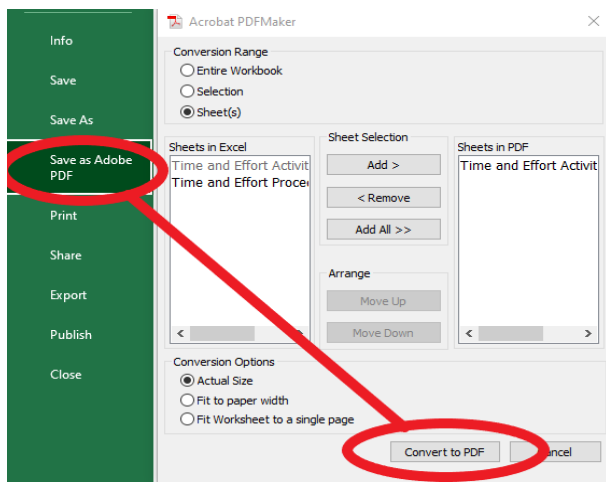 Info
Save
Save As
Save as Adobe
PDF
Print
Share
Export
Publish
Close
Acrobat PDFMaker
Conversion Range
Entire Workbook
Selection
Sheet(s)
Sheets in Excel
Time and Effort Activit
Time and Effort Proce
Sheet Selection
Add >
< Remove
Add All >>
Arrange
Move Up
Move Down
Sheets in PDF
Time and Effort Activit
Conversion Options
Actual Size
Fit to paper width
Fit Worksheet to a single page
Convert to PDF